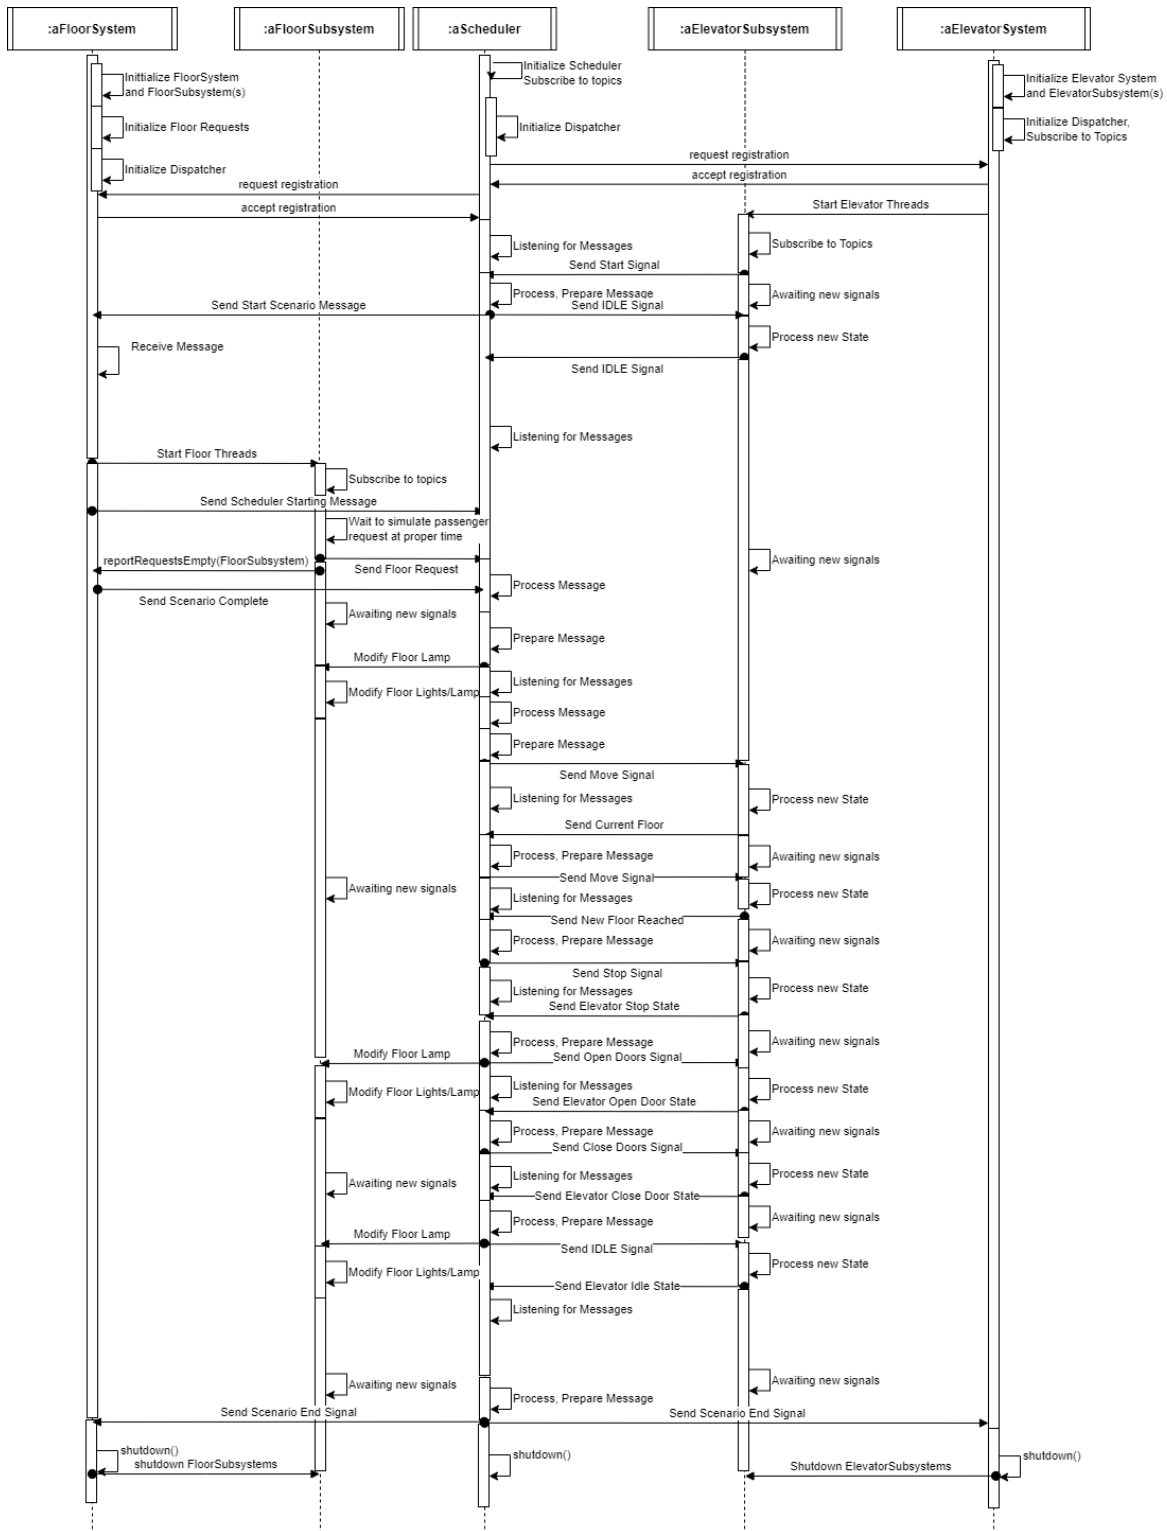 :aFloorSystem
:aFloorSubsystem
:aScheduler
:aElevatorSubsystem
:aElevatorSystem
Inittialize FloorSystem
and FloorSubsystem(s)
Initialize Scheduler
Subscribe to topics
Initialize Elevator System
and ElevatorSubsystem(s)
Initialize Floor Requests
Initialize Dispatcher
Initialize Dispatcher,
Subscribe to Topics
request registration
Initialize Dispatcher
accept registration
request registration
accept registration
Start Elevator Threads
Listening for Messages
Subscribe to Topics
Send Start Signal
Process, Prepare Message
Awaiting new signals
Send Start Scenario Message
Send IDLE Signal
Process new State
Receive Message
Send IDLE Signal
Listening for Messages
Start Floor Threads
Subscribe to topics
Send Scheduler Starting Message
Wait to simulate passenger
request at proper time
reportRequestsEmpty(FloorSubsystem)
Awaiting new signals
Send Floor Request
Process Message
Send Scenario Complete
Awaiting new signals
Prepare Message
Modify Floor Lamp
Listening for Messages
Modify Floor Lights/Lamp
Process Message
Prepare Message
Send Move Signal
Listening for Messages
Process new State
Send Current Floor
Process, Prepare Message
Awaiting new signals
Send Move Signal
Awaiting new signals
Listening for Messages
Process new State
Send New Floor Reached
Process, Prepare Message
Awaiting new signals
Send Stop Signal
Listening for Messages
Process new State
Send Elevator Stop State
Process, Prepare Message
Awaiting new signals
Modify Floor Lamp
Send Open Doors Signal
Modify Floor Lights/Lamp
Listening for Messages
Process new State
Send Elevator Open Door State
Process, Prepare Message
Awaiting new signals
Send Close Doors Signal
Listening for Messages
Process new State
Awaiting new signals
Send Elevator Close Door State
Process, Prepare Message
Awaiting new signals
Modify Floor Lamp
Send IDLE Signal
Process new State
Modify Floor Lights/Lamp
Send Elevator Idle State
Listening for Messages
Awaiting new signals
Awaiting new signals
Process, Prepare Message
Send Scenario End Signal
Send Scenario End Signal
shutdown()
shutdown()
shutdown()
shutdown FloorSubsystems
Shutdown ElevatorSubsystems